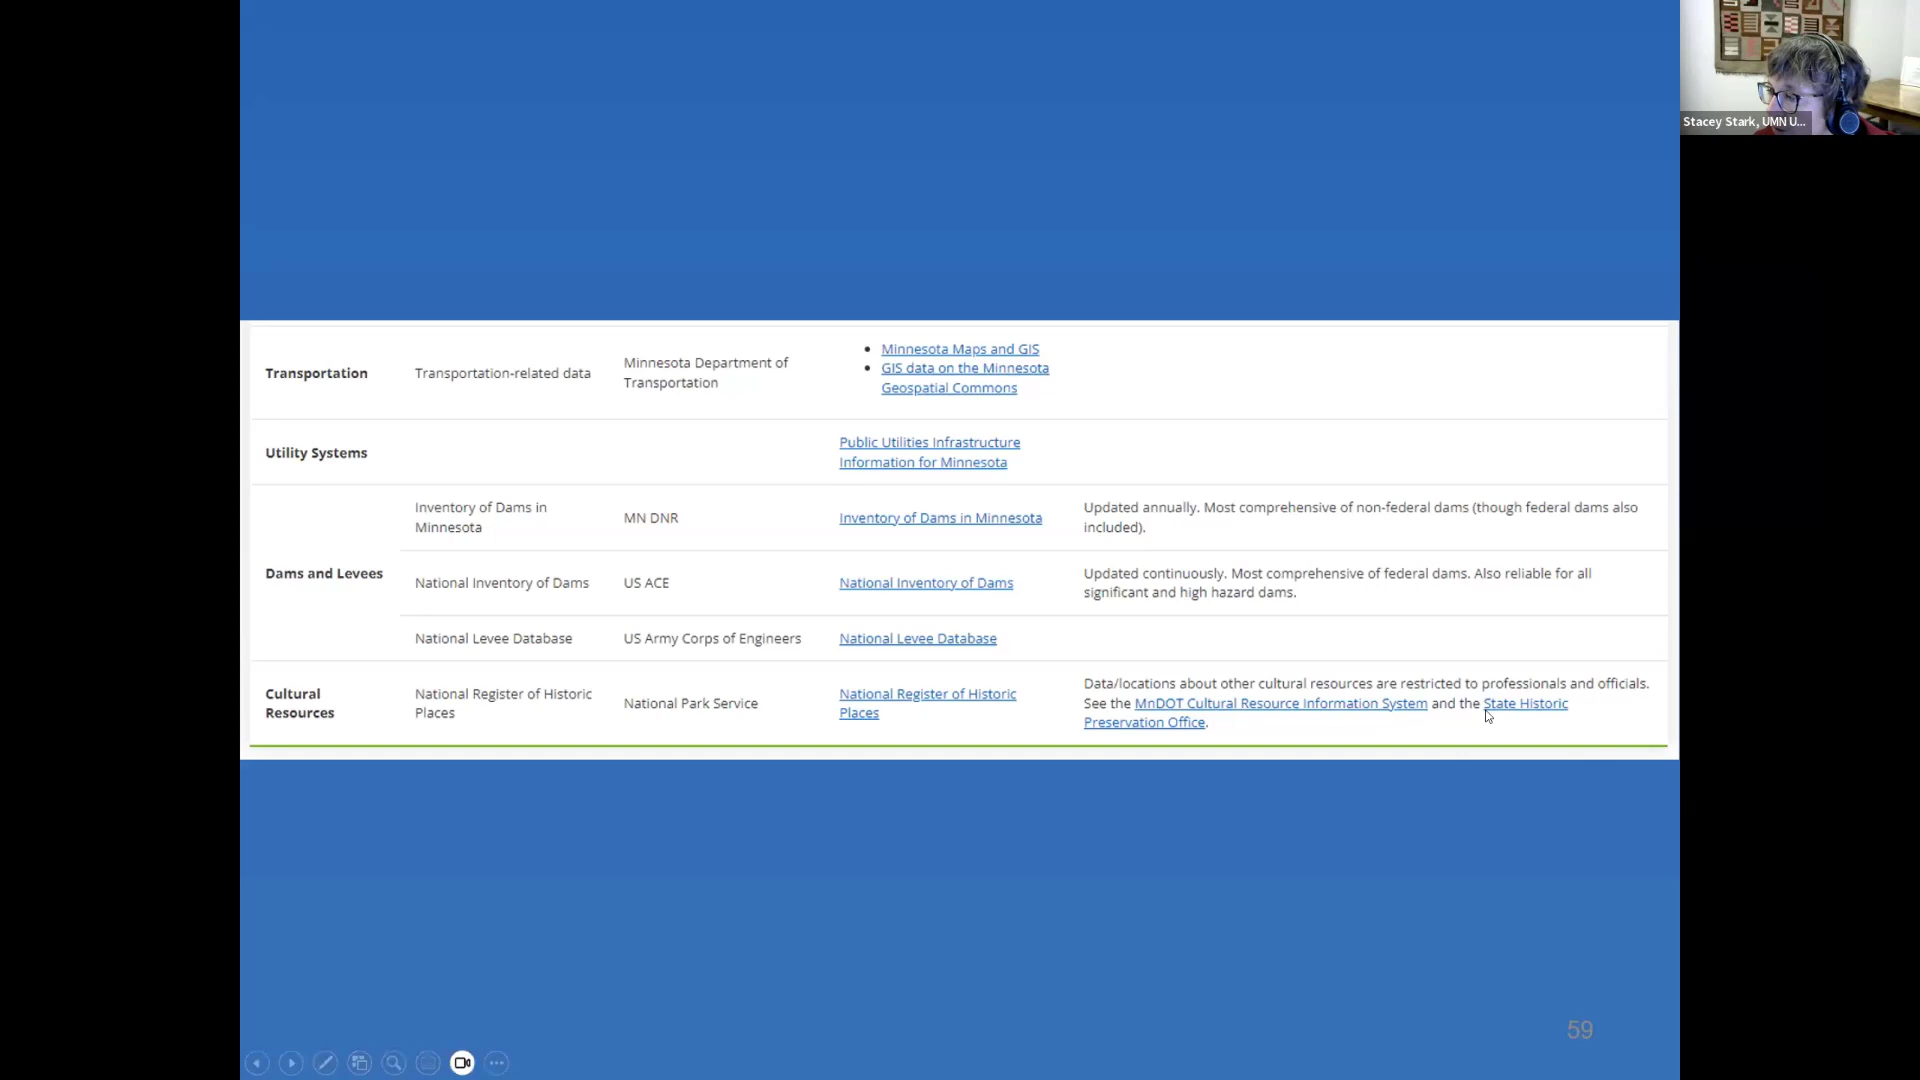 Stacey Stark, UMN U...
Transportation
Transportation-related data
Minnesota Department of
Transportation
Minnesota Maps and GIS
GIS data on the Minnesota
Geospatial Commons
Utility Systems
Public Utilities Infrastructure
Information for Minnesota
Dams and Levees
Inventory of Dams in
Minnesota
MN DNR
Inventory of Dams in Minnesota
Updated annually. Most comprehensive of non-federal dams (though federal dams also
included).
National Inventory of Dams
US ACE
National Inventory of Dams
Updated continuously. Most comprehensive of federal dams. Also reliable for all
significant and high hazard dams.
National Levee Database
US Army Corps of Engineers
National Levee Database
Cultural
Resources
National Register of Historic
Places
National Park Service
National Register of Historic
Places
Data/locations about other cultural resources are restricted to professionals and officials.
See the MnDOT Cultural Resource Information System and the State Historic
Preservation Office.
59